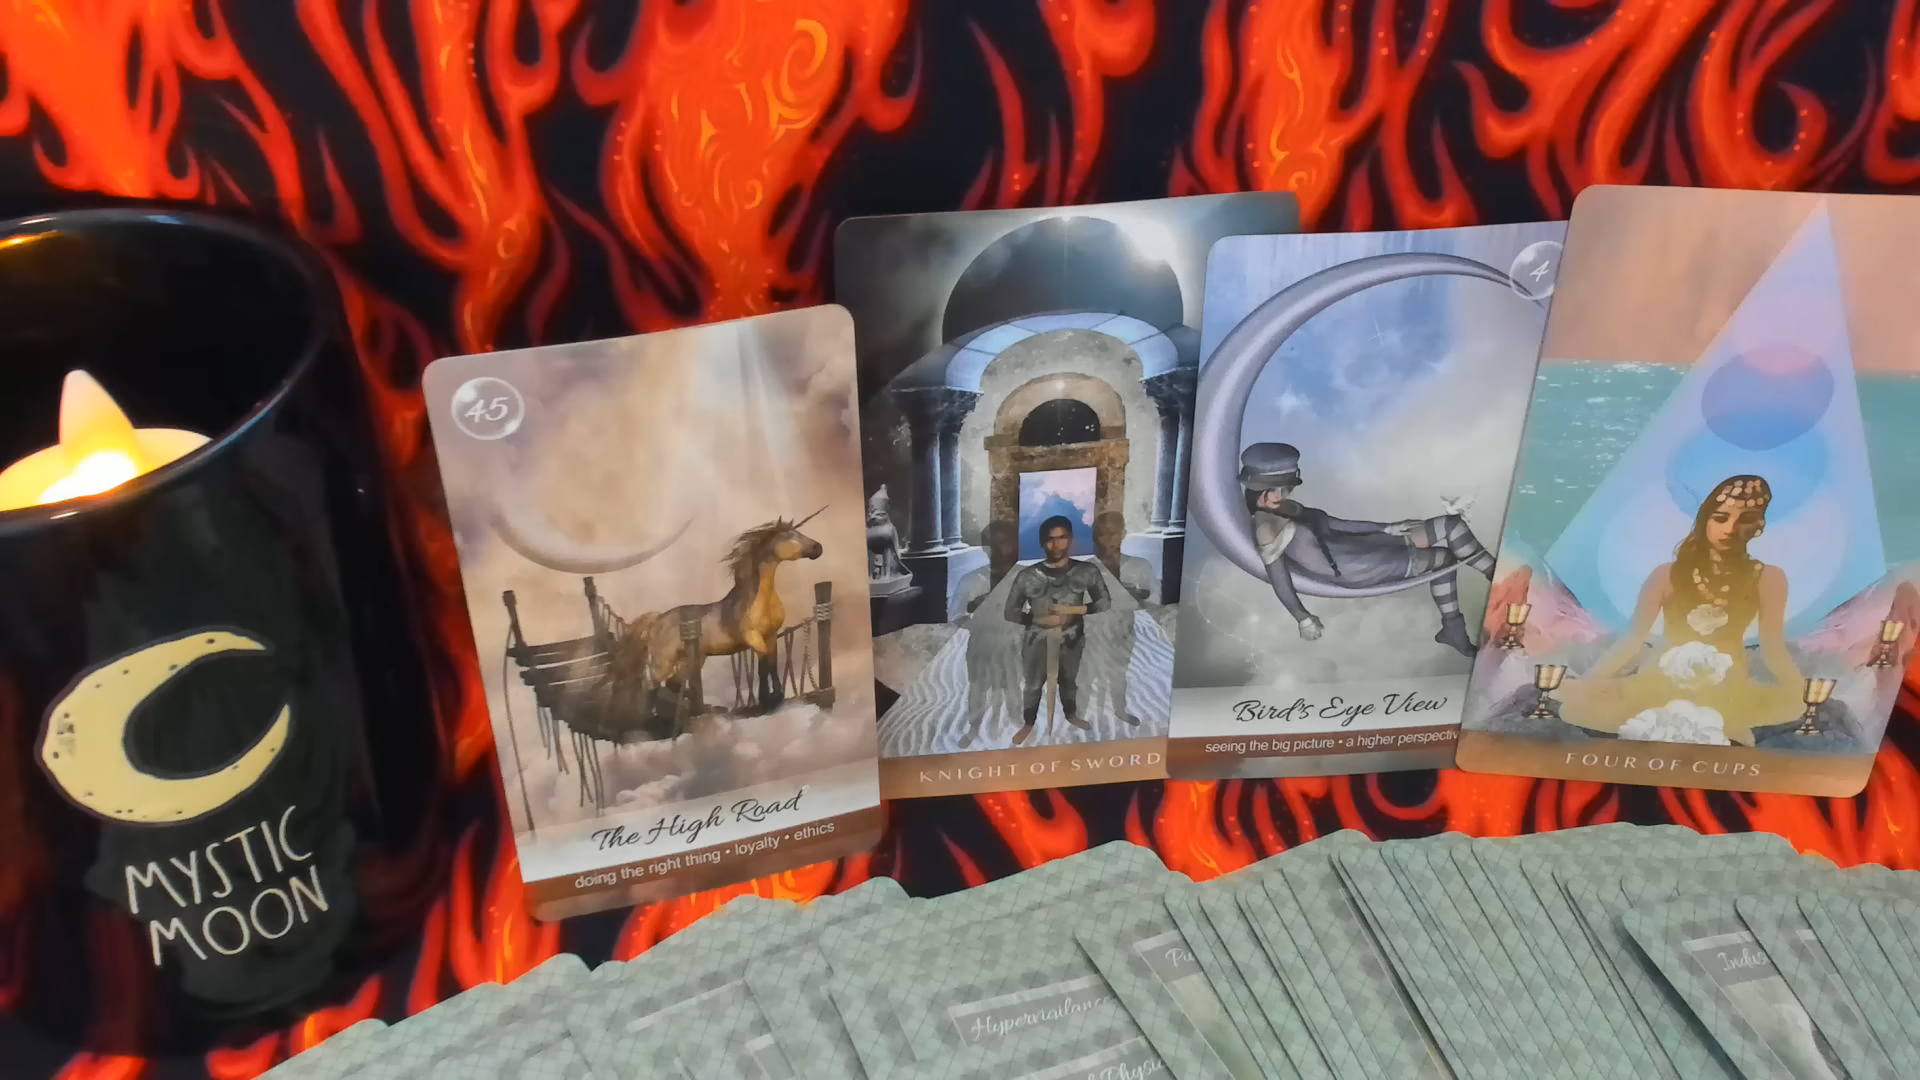 45
The High Road
doing the right thing • loyalty • ethics
KNIGHT OF SWORD
4
Bird's Eye View
seeing the big picture • a higher perspectiv
FOUR OF CUPS
MYSTIC
MOON
Hypervigilance